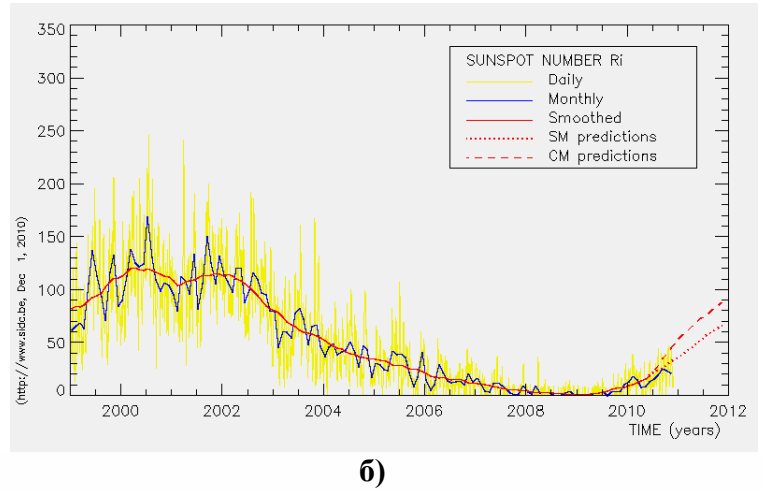 350
300
250
200
150
100
50
0
(http://www.sidc.be, Dec 1, 2010)
SUNSPOT NUMBER Ri
Daily
Monthly
Smoothed
SM predictions
CM predictions
2000 2002 2004 2006 2008 2010 2012
TIME (years)
б)